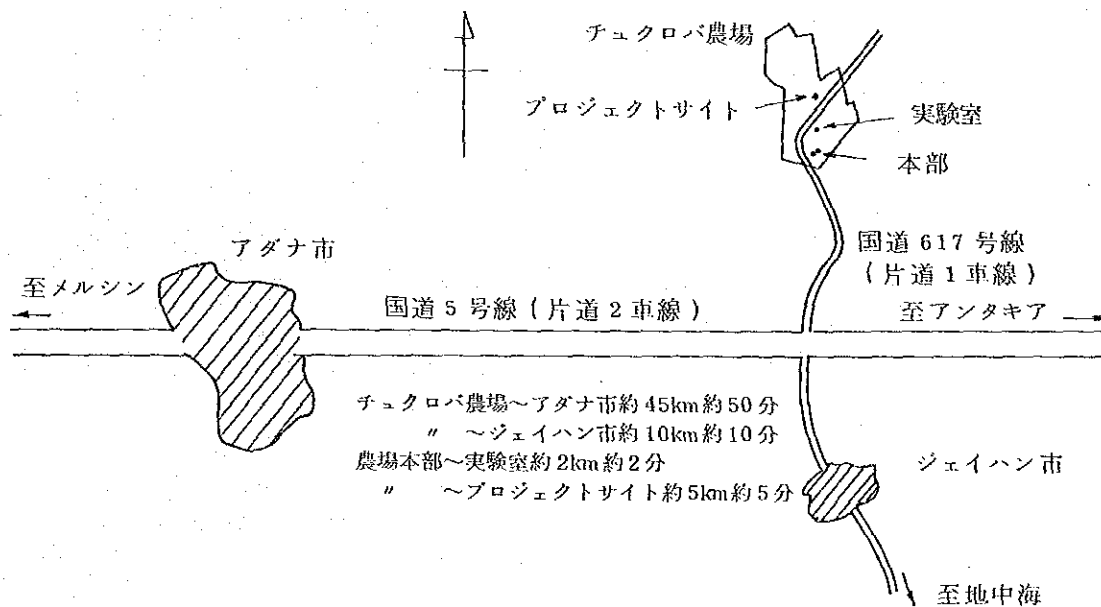 チュクロバ農場
プロジェクトサイト
実験室
本部
アダナ市
国道617号線
(片道1車線)
至メルシン
国道5号線(片道2車線)
至アンタキア
チュクロバ農場〜アダナ市約45km約50分
〃 〜ジェイハン市約10km約10分
農場本部〜実験室約2km約2分
〃 〜プロジェクトサイト約5km約5分
ジェイハン市
至地中海